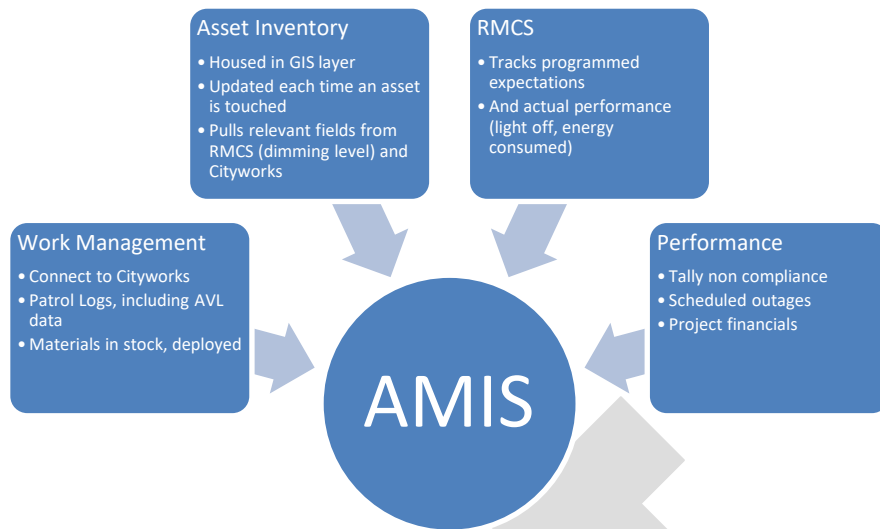 Asset Inventory
• Housed in GIS layer
• Updated each time an asset
is touched
• Pulls relevant fields from
RMCS (dimming level) and
Cityworks
RMCS
• Tracks programmed
expectations
• And actual performance
(light off, energy
consumed)
Work Management
• Connect to Cityworks
• Patrol Logs, including AVL
data
• Materials in stock, deployed
Performance
• Tally non compliance
• Scheduled outages
• Project financials
AMIS